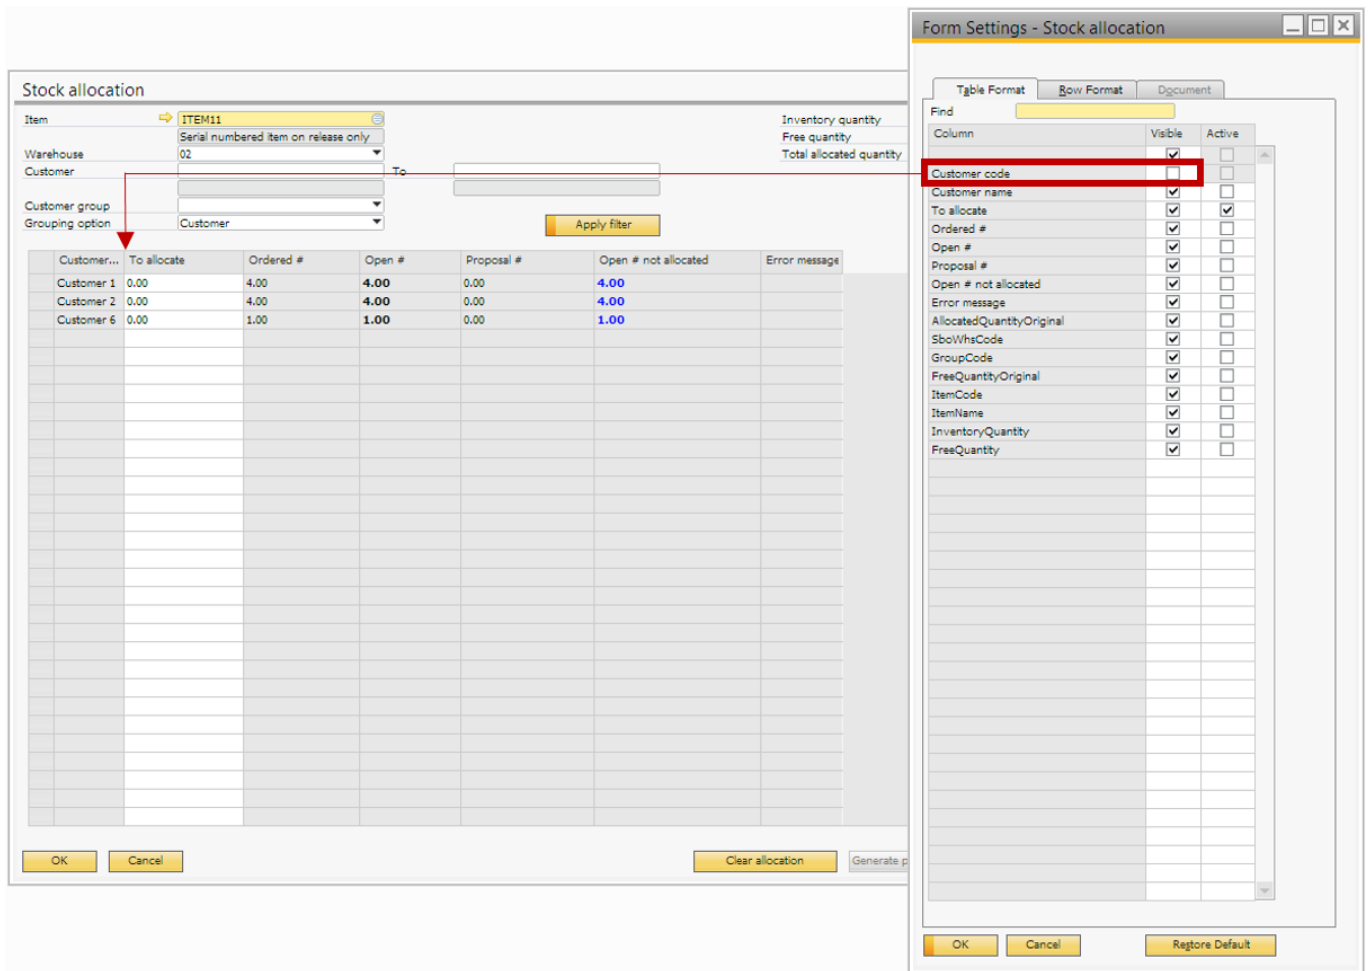 Form Settings - Stock allocation
Table Format Row Format Document
Find
Column Visible Active
Customer code
Customer name
To allocate
Ordered #
Open #
Proposal #
Open # not allocated
Error message
AllocatedQuantityOriginal
SboWhsCode
GroupCode
FreeQuantityOriginal
ItemCode
ItemName
InventoryQuantity
FreeQuantity
OK Cancel Restore Default
Stock allocation
Item ITEM11 Inventory quantity
Serial numbered item on release only Free quantity
Warehouse 02 Total allocated quantity
Customer To
Customer group
Grouping option Customer Apply filter
Customer... To allocate Ordered # Open # Proposal # Open # not allocated Error message
Customer 1 0.00 4.00 4.00 0.00 4.00
Customer 2 0.00 4.00 4.00 0.00 4.00
Customer 6 0.00 1.00 1.00 0.00 1.00
OK Cancel Clear allocation Generate p